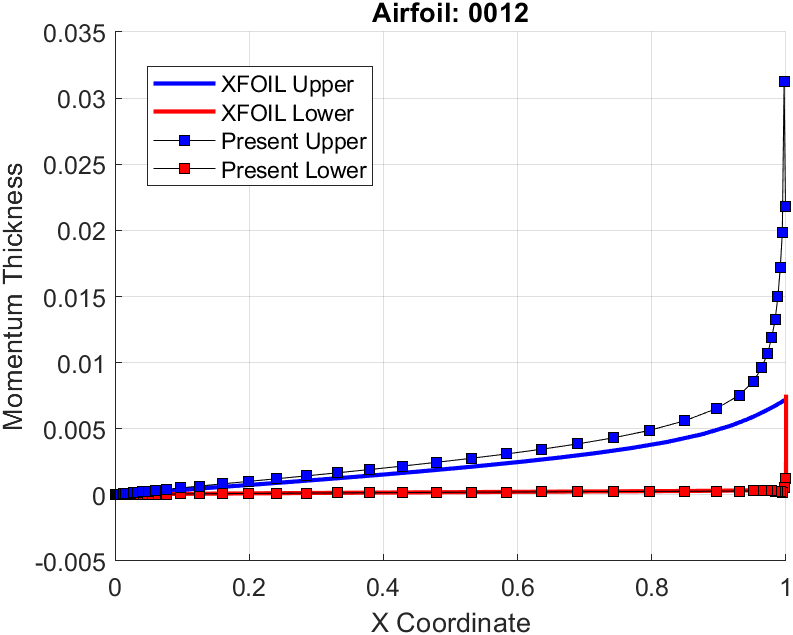 Airfoil: 0012
0.035
0.03
0.025
0.02
0.015
0.01
0.005
0
-0.005
Momentum Thickness
XFOIL Upper
XFOIL Lower
Present Upper
Present Lower
0 0.2 0.4 0.6 0.8 1
X Coordinate